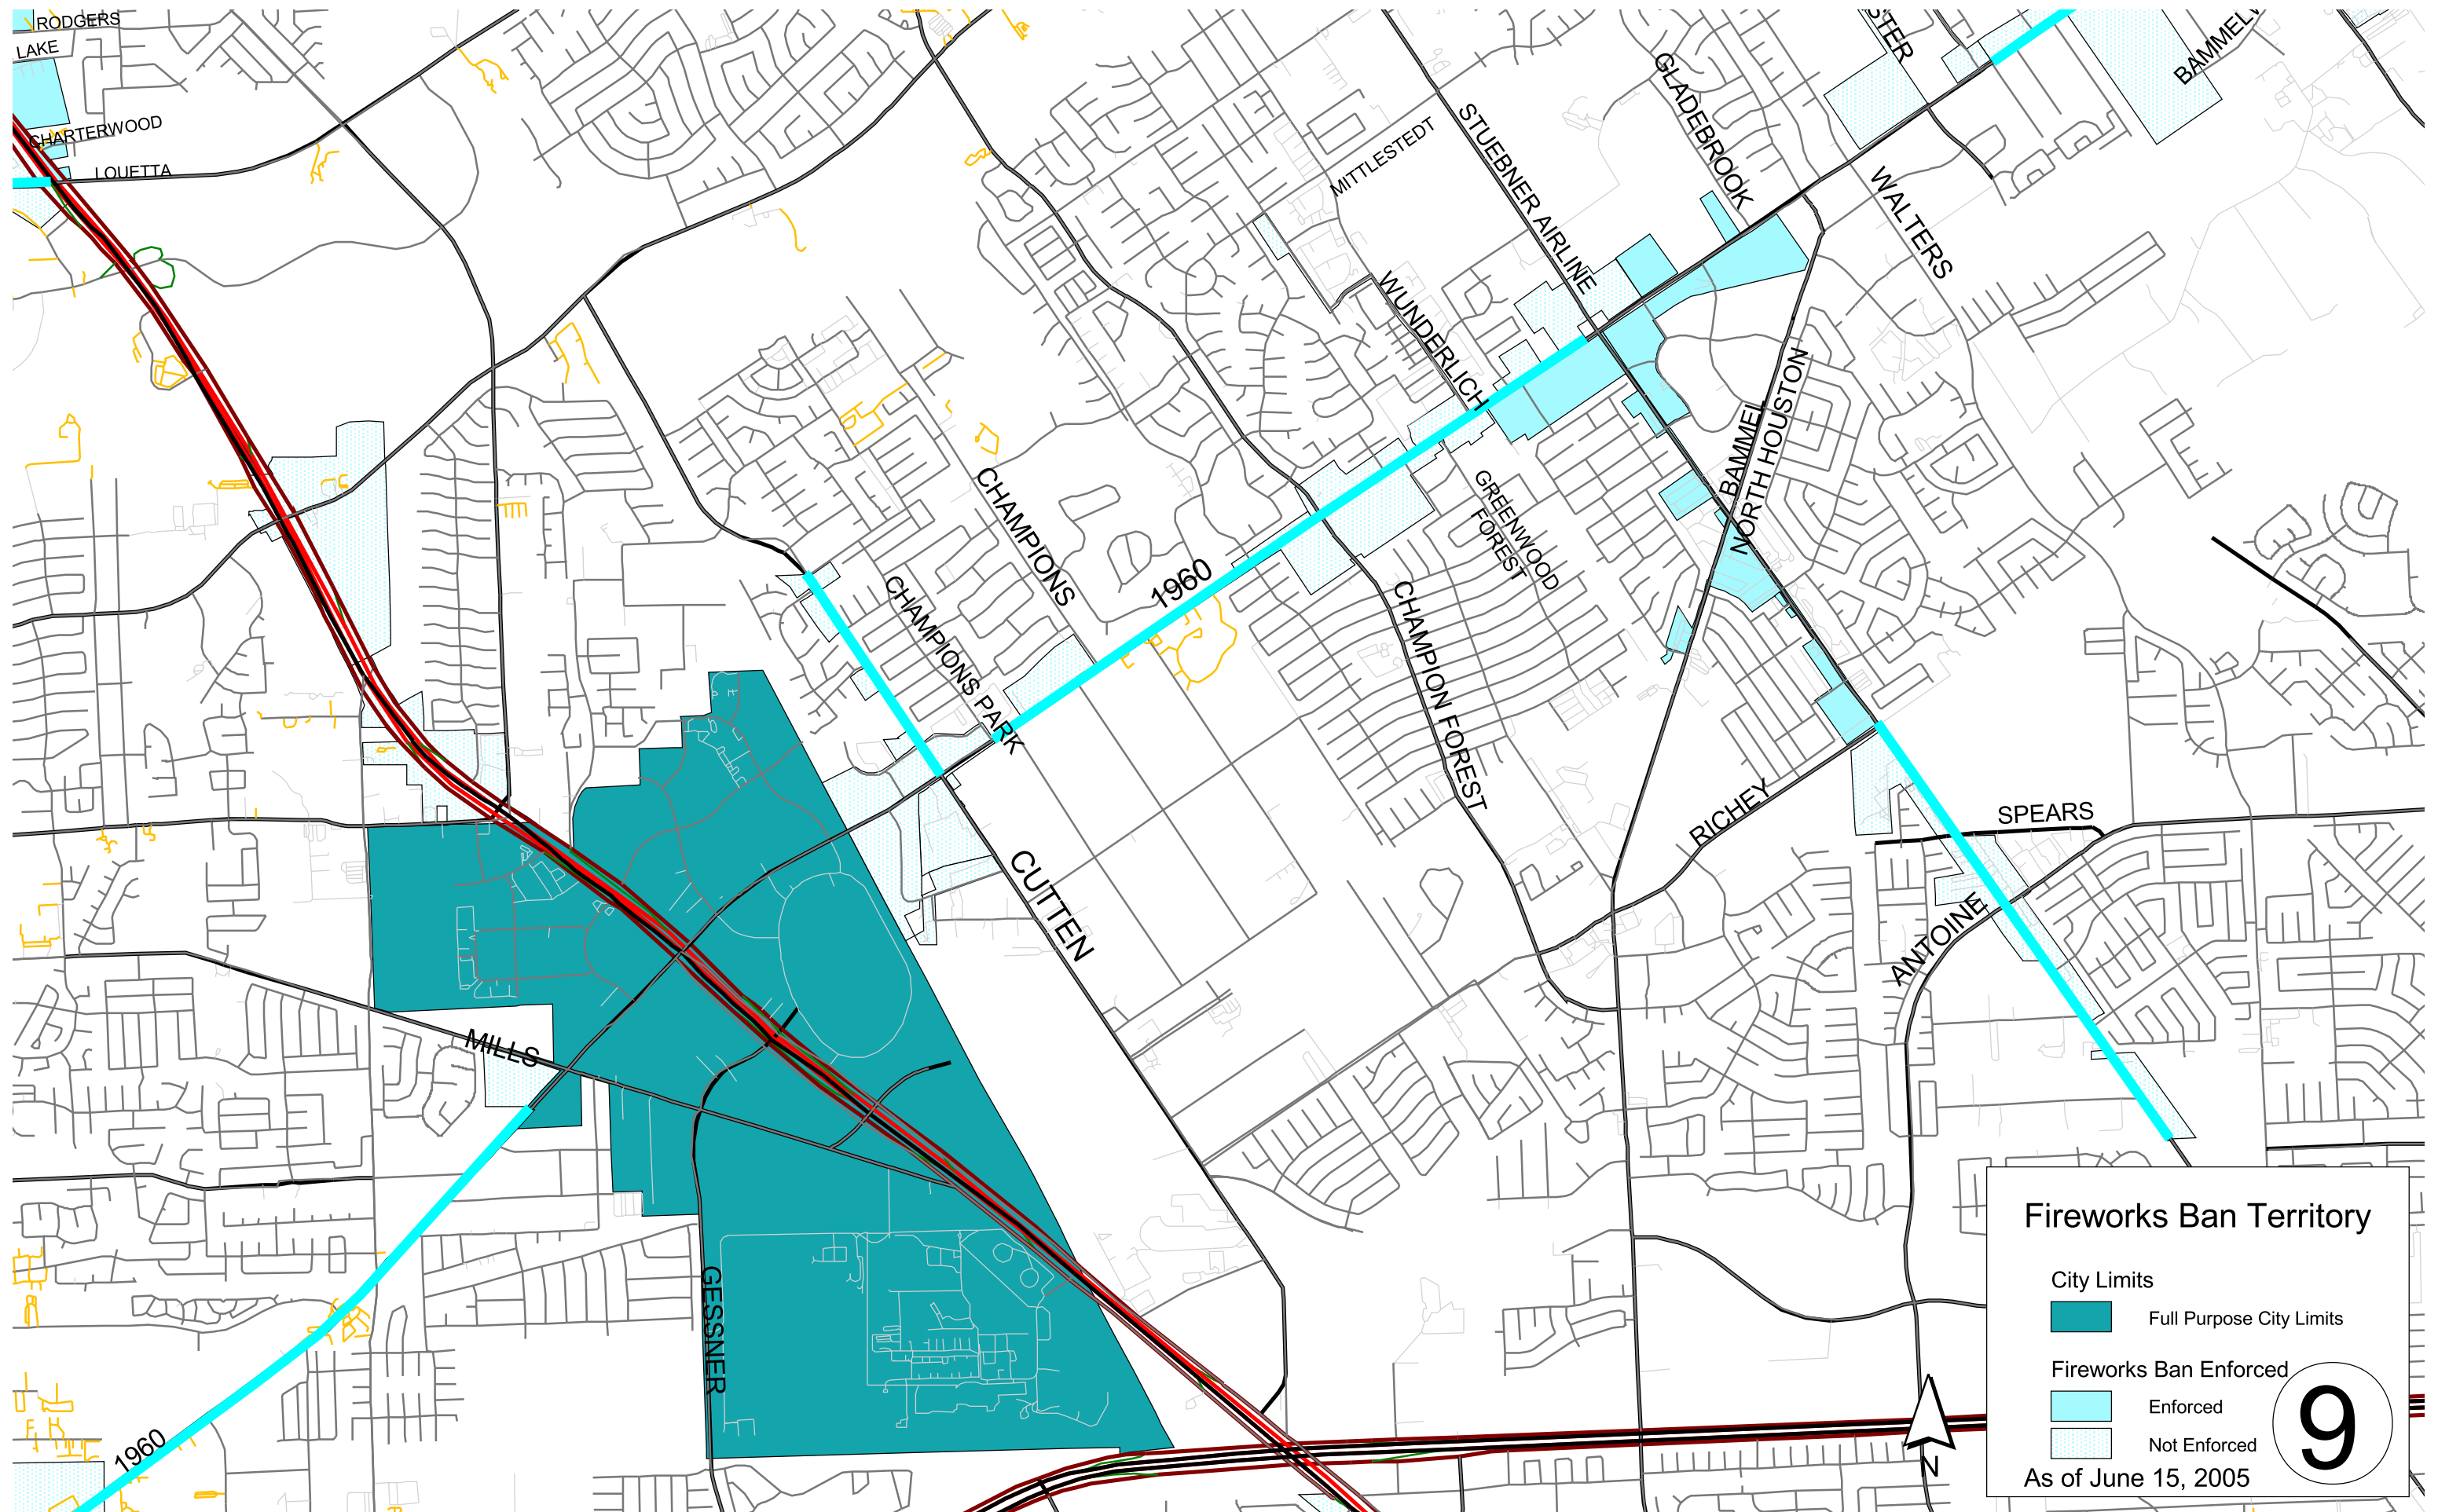 RODGERS
LAKE
CHARTERWOOD
LOUETTA
BAMMEL
GLADEBROOK
STUEBNER AIRLINE
MITTLESTEDT
WALTERS
WUNDERLICH
BAMMEL
NORTH HOUSTON
CHAMPIONS
GREENWOOD
FOREST
1960
CHAMPIONS PARK
CHAMPION FOREST
RICHEY
SPEARS
CUTTEN
ANTOINE
MILLS
GESSNER
1960
N
Fireworks Ban Territory
City Limits
Full Purpose City Limits
Fireworks Ban Enforced
Enforced
Not Enforced
As of June 15, 2005
9